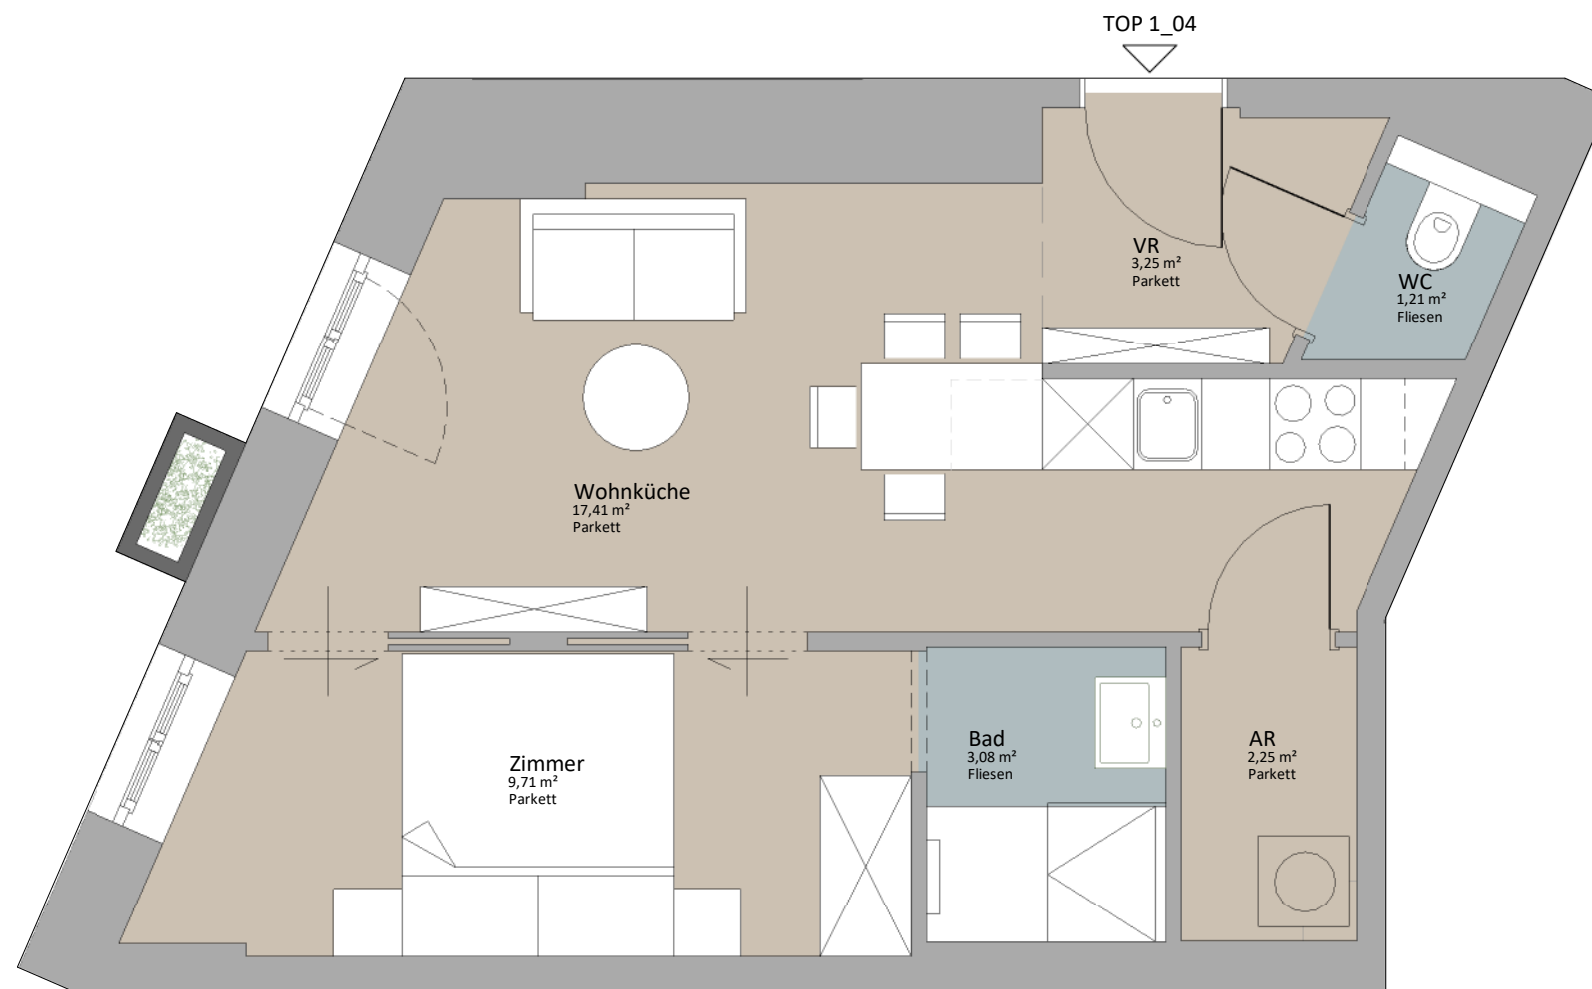 TOP 1_04
VR
3,25 m²
Parkett
WC
1,21 m²
Fliesen
Wohnküche
17,41 m²
Parkett
Zimmer
9,71 m²
Parkett
Bad
3,08 m²
Fliesen
AR
2,25 m²
Parkett